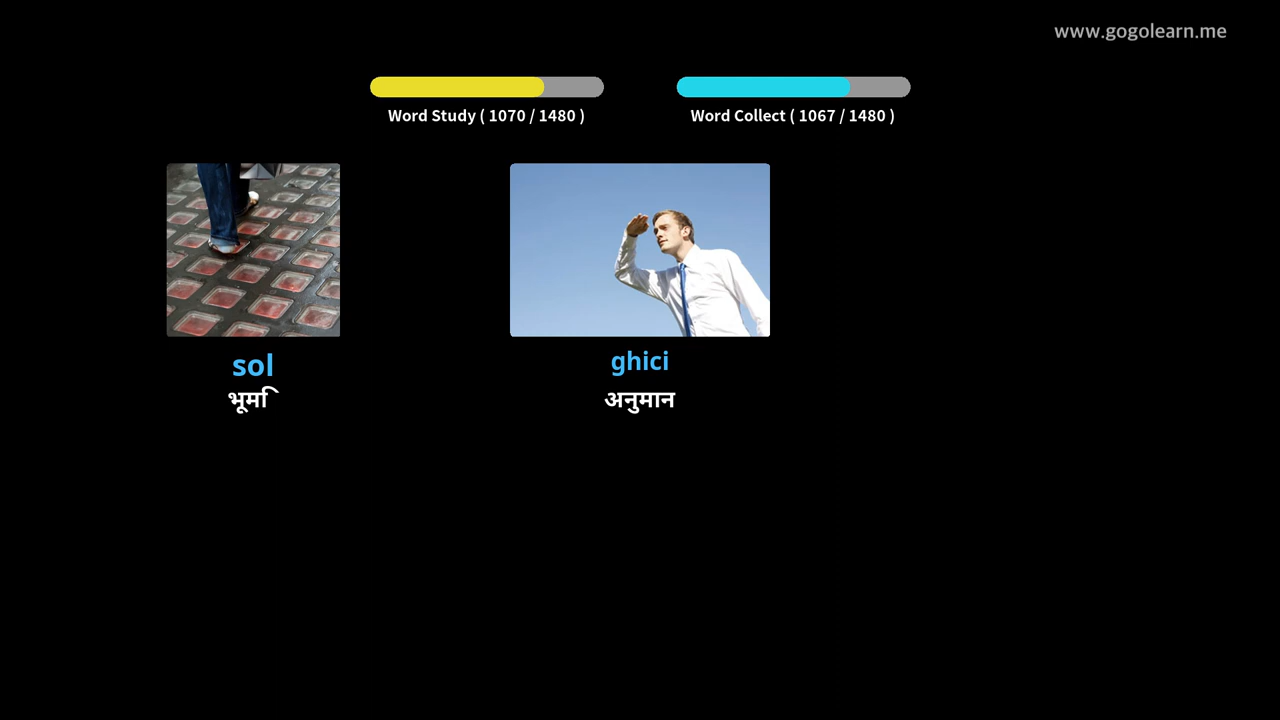 www.gogolearn.me
Word Study ( 1070 / 1480 )
Word Collect ( 1067 / 1480 )
sol
भूमि
ghici
अनुमान